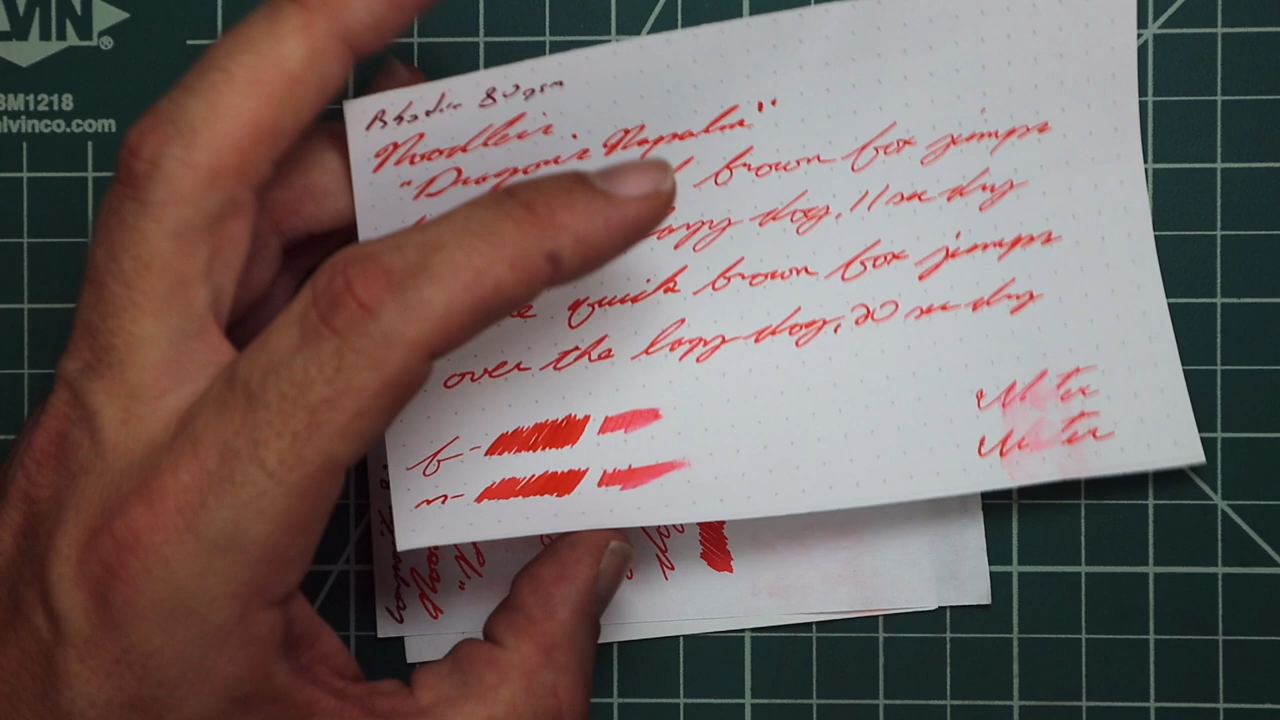 LVIN®
BM1218
alvinco.com
Rhodia 80gsm
Noodler's
"Dragon's Napalm"
brown fox jumps
lazy dog, 11 sec dry
quick brown fox jumps
over the lazy dog, 20 sec dry
Water
Water
f-
m-